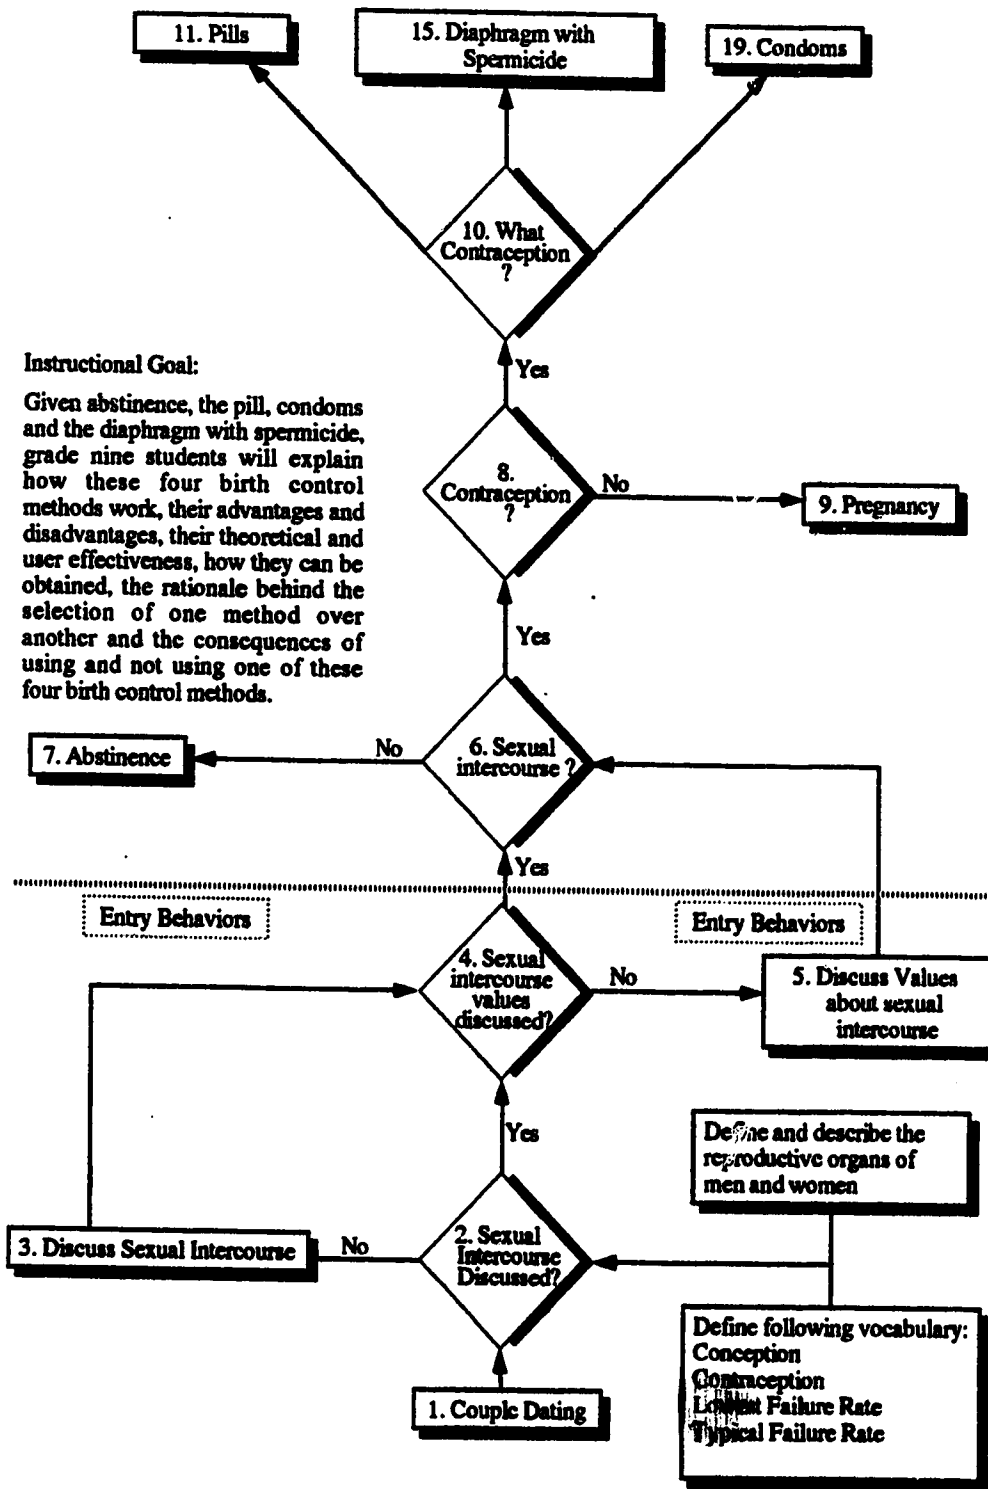 11. Pills
15. Diaphragm with
Spermicide
19. Condoms
10. What
Contraception
?
Yes
Instructional Goal:
Given abstinence, the pill, condoms
and the diaphragm with spermicide,
grade nine students will explain
how these four birth control
methods work, their advantages and
disadvantages, their theoretical and
user effectiveness, how they can be
obtained, the rationale behind the
selection of one method over
another and the consequences of
using and not using one of these
four birth control methods.
8.
Contraception
?
No
9. Pregnancy
Yes
7. Abstinence
No
6. Sexual
intercourse ?
Yes
Entry Behaviors
Entry Behaviors
4. Sexual
intercourse
values
discussed?
No
5. Discuss Values
about sexual
intercourse
Yes
Define and describe the
reproductive organs of
men and women
3. Discuss Sexual Intercourse
No
2. Sexual
Intercourse
Discussed?
Define following vocabulary:
Conception
Contraception
Lowest Failure Rate
Typical Failure Rate
1. Couple Dating